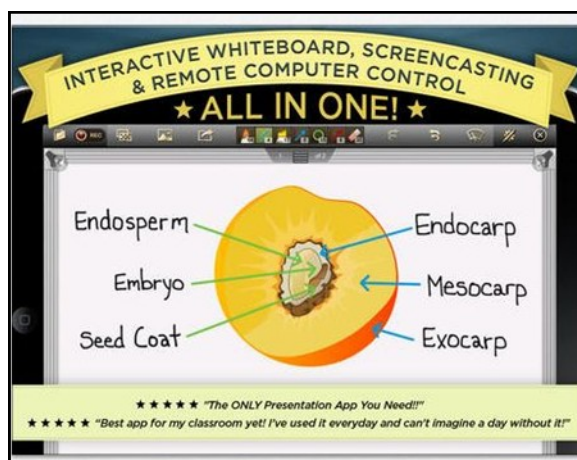 INTERACTIVE WHITEBOARD, SCREENCASTING
& REMOTE COMPUTER CONTROL
★ ALL IN ONE! ★
REC
Endosperm
Endocarp
Embryo
Mesocarp
Seed Coat
Exocarp
★★★★★ "The ONLY Presentation App You Need!!"
★★★★★ "Best app for my classroom yet! I've used it everyday and can't imagine a day without it!"